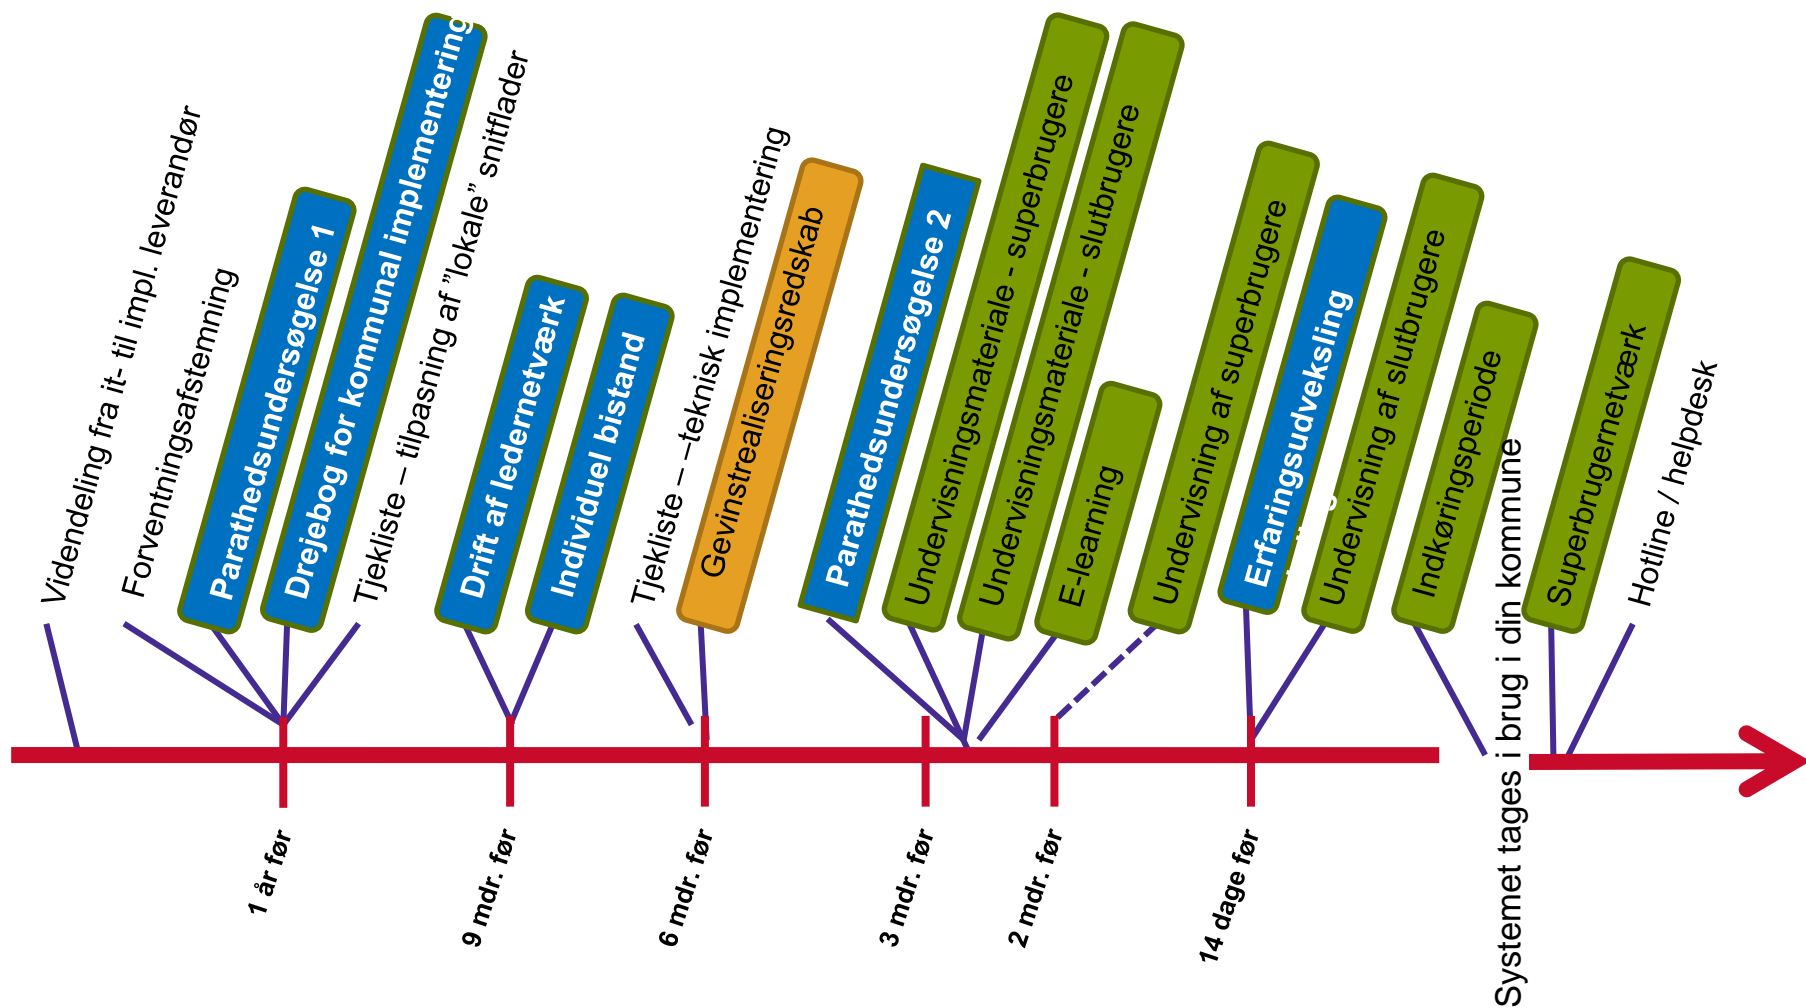 Videndeling fra it- til impl. leverandør
Forventningsafstemning
Parathedsundersøgelse 1
Drejebog for kommunal implementering
Tjekliste – tilpasning af ”lokale” snitflader
Drift af ledernetværk
Individuel bistand
Tjekliste – –teknisk implementering
Gevinstrealiseringsredskab
Parathedsundersøgelse 2
Undervisningsmateriale - superbrugere
Undervisningsmateriale - slutbrugere
E-learning
Undervisning af superbrugere
Erfaringsudveksling
Undervisning af slutbrugere
Indkøringsperiode
Systemet tages i brug i din kommune
Superbrugernetværk
Hotline / helpdesk
1 år før
9 mdr. før
6 mdr. før
3 mdr. før
2 mdr. før
14 dage før